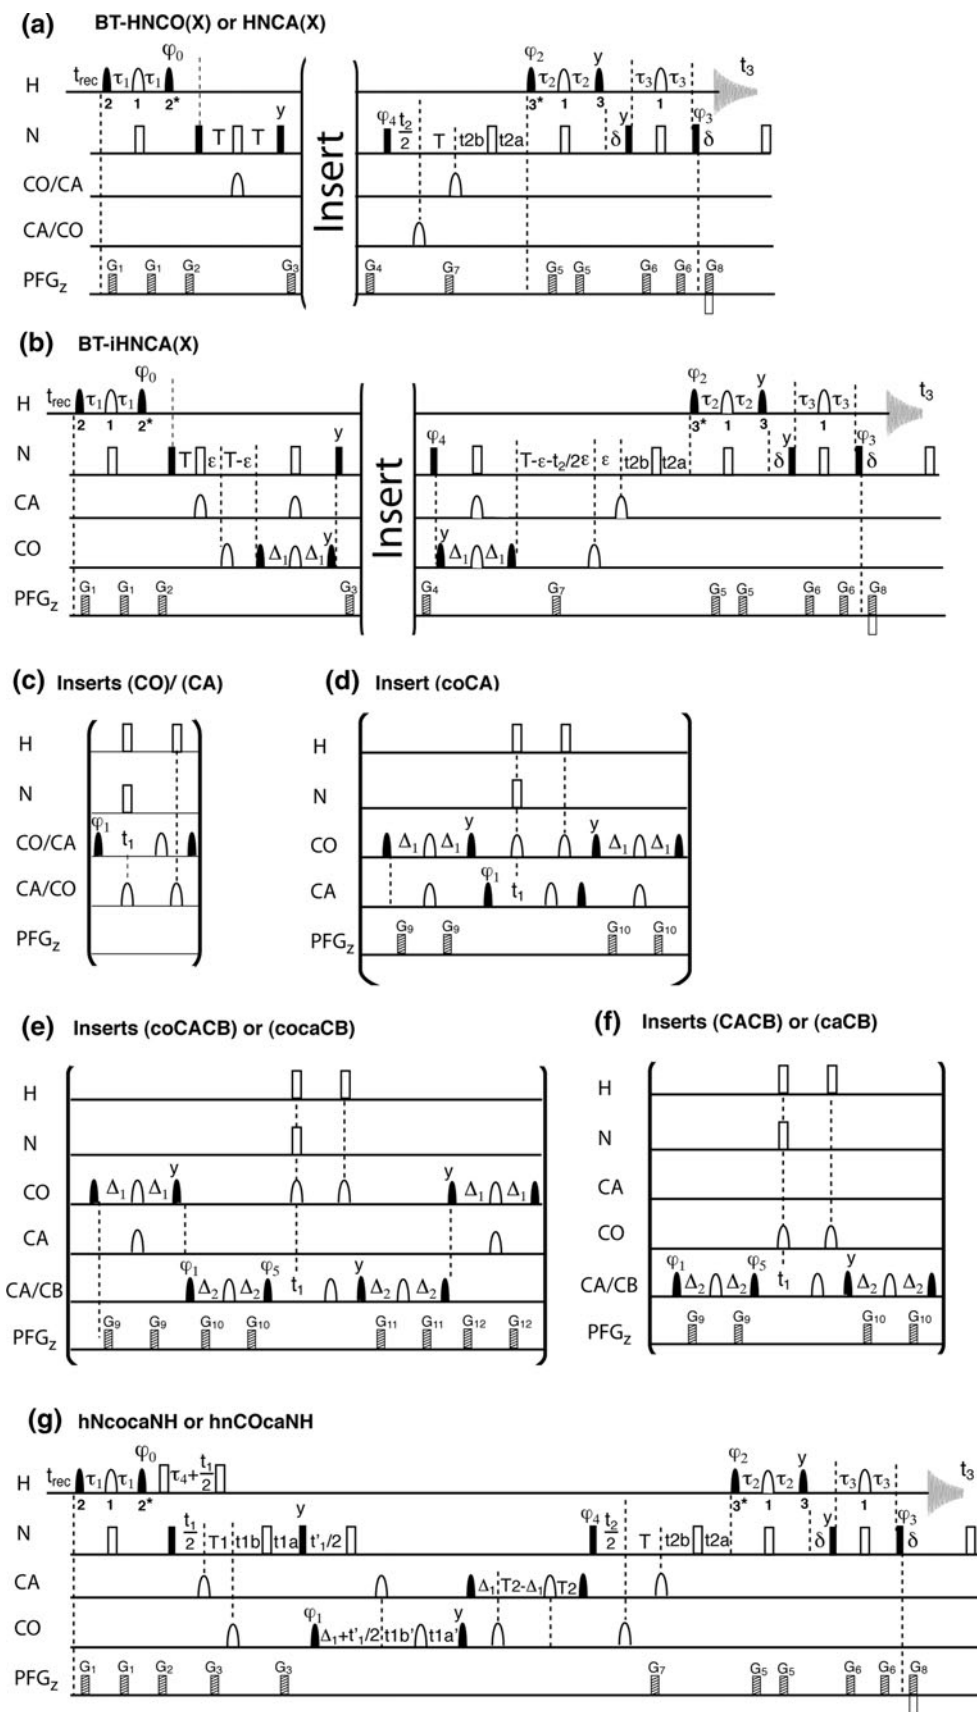 (a) BT-HNCO(X) or HNCA(X)
H t_rec τ₁ τ₁ φ₀ φ₂ τ₂ τ₂ y τ₃ τ₃ t₃
2 1 2* 3* 1 3 1
N T T y φ₄ t₂/2 T t2b t2a δ y φ₃ δ
CO/CA
CA/CO
PFG_z G₁ G₁ G₂ G₃ G₄ G₇ G₅ G₅ G₆ G₆ G₈
Insert
(b) BT-iHNCA(X)
H t_rec τ₁ τ₁ φ₀ φ₂ τ₂ τ₂ y τ₃ τ₃ t₃
2 1 2* 3* 1 3 1
N T ε T-ε y φ₄ T-ε-t₂/2ε ε t2b t2a δ y φ₃ δ
CA
CO Δ₁ Δ₁ y y Δ₁ Δ₁
PFG_z G₁ G₁ G₂ G₃ G₄ G₇ G₅ G₅ G₆ G₆ G₈
Insert
(c) Inserts (CO)/ (CA)
H
N
CO/CA φ₁ t₁
CA/CO
PFG_z
(d) Insert (coCA)
H
N
CO Δ₁ Δ₁ y y Δ₁ Δ₁
CA φ₁ t₁
PFG_z G₉ G₉ G₁₀ G₁₀
(e) Inserts (coCACB) or (cocaCB)
H
N
CO Δ₁ Δ₁ y y Δ₁ Δ₁
CA
CA/CB φ₁ Δ₂ Δ₂ φ₅ t₁ y Δ₂ Δ₂
PFG_z G₉ G₉ G₁₀ G₁₀ G₁₁ G₁₁ G₁₂ G₁₂
(f) Inserts (CACB) or (caCB)
H
N
CA
CO
CA/CB φ₁ Δ₂ Δ₂ φ₅ t₁ y Δ₂ Δ₂
PFG_z G₉ G₉ G₁₀ G₁₀
(g) hNcocaNH or hnCOcaNH
H t_rec τ₁ τ₁ φ₀ τ₄+t₁/2 φ₂ τ₂ τ₂ y τ₃ τ₃ t₃
2 1 2* 3* 1 3 1
N t₁/2 T1 t1b t1a y t'₁/2 φ₄ t₂/2 T t2b t2a δ y φ₃ δ
CA Δ₁ T2-Δ₁ T2
CO φ₁ Δ₁+t'₁/2 t1b' t1a' y
PFG_z G₁ G₁ G₂ G₃ G₃ G₇ G₅ G₅ G₆ G₆ G₈